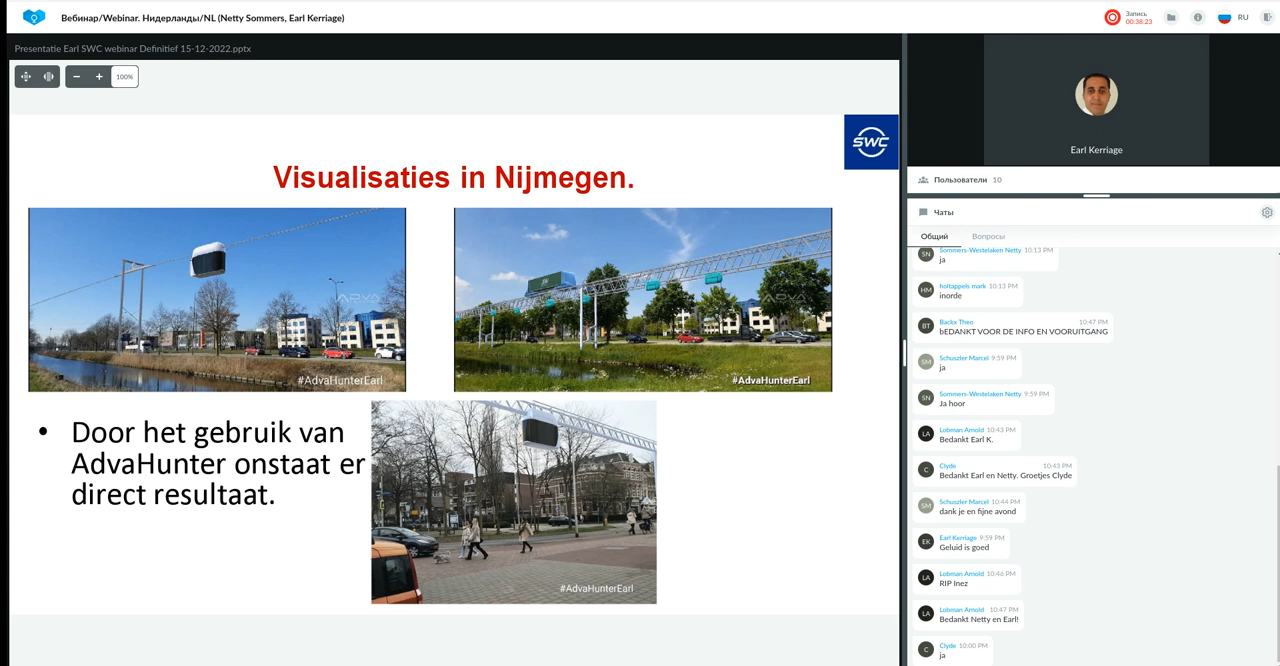 Вебинар/Webinar. Нидерланды/NL (Netty Sommers, Earl Kerriage)
Запись
00:38:23
RU
Presentatie Earl SWC webinar Definitief 15-12-2022.pptx
100%
SWC
Visualisaties in Nijmegen.
#AdvaHunterEarl
#AdvaHunterEarl
• Door het gebruik van
AdvaHunter onstaat er
direct resultaat.
#AdvaHunterEarl
Earl Kerriage
Пользователи 10
Чаты
Общий Вопросы
SN Sommers-Westelaken Netty 10:13 PM
ja
HM holtappels mark 10:13 PM
inorde
BT Backx Theo 10:47 PM
bEDANKT VOOR DE INFO EN VOORUITGANG
SM Schuszler Marcel 9:59 PM
ja
SN Sommers-Westelaken Netty 9:59 PM
Ja hoor
LA Lobman Arnold 10:43 PM
Bedankt Earl K.
C Clyde 10:43 PM
Bedankt Earl en Netty. Groetjes Clyde
SM Schuszler Marcel 10:44 PM
dank je en fijne avond
EK Earl Kerriage 9:59 PM
Geluid is goed
LA Lobman Arnold 10:46 PM
RIP Inez
LA Lobman Arnold 10:47 PM
Bedankt Netty en Earl!
C Clyde 10:00 PM
ja